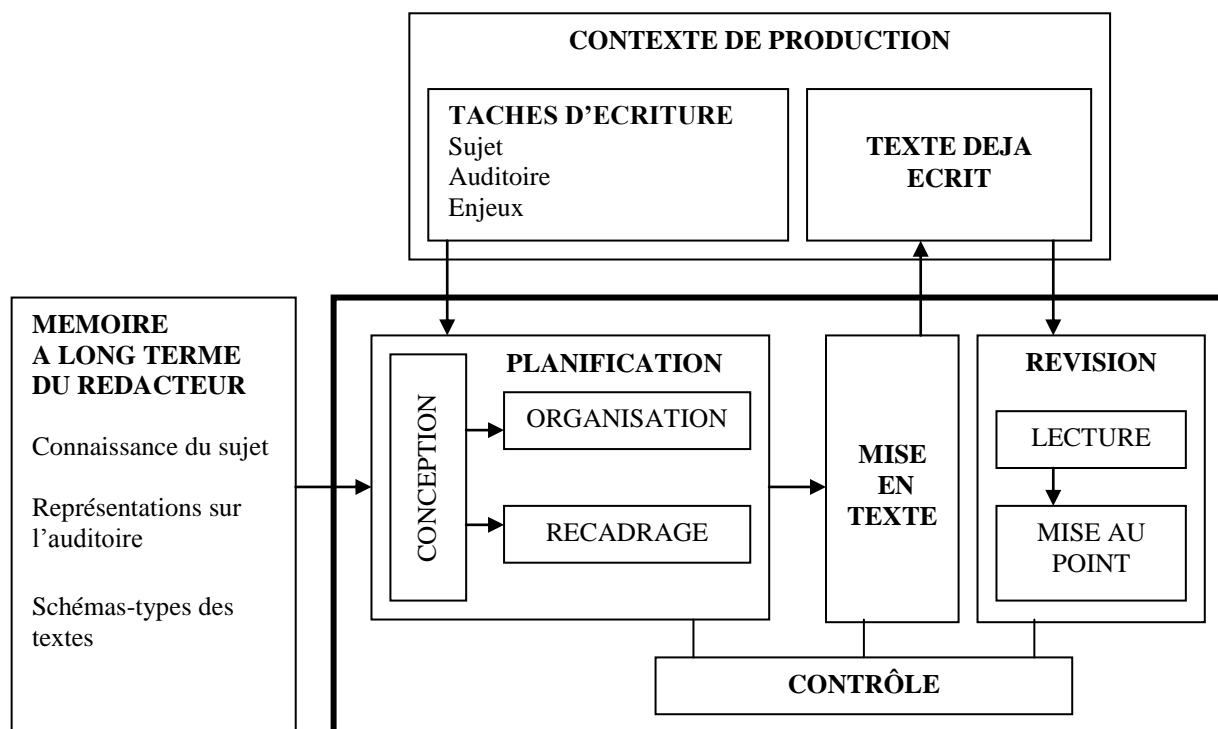 CONTEXTE DE PRODUCTION
TACHES D’ECRITURE
Sujet
Auditoire
Enjeux
TEXTE DEJA
ECRIT
MEMOIRE
A LONG TERME
DU REDACTEUR
Connaissance du sujet
Représentations sur
l’auditoire
Schémas-types des
textes
PLANIFICATION
CONCEPTION
ORGANISATION
RECADRAGE
MISE
EN
TEXTE
REVISION
LECTURE
MISE AU
POINT
CONTRÔLE